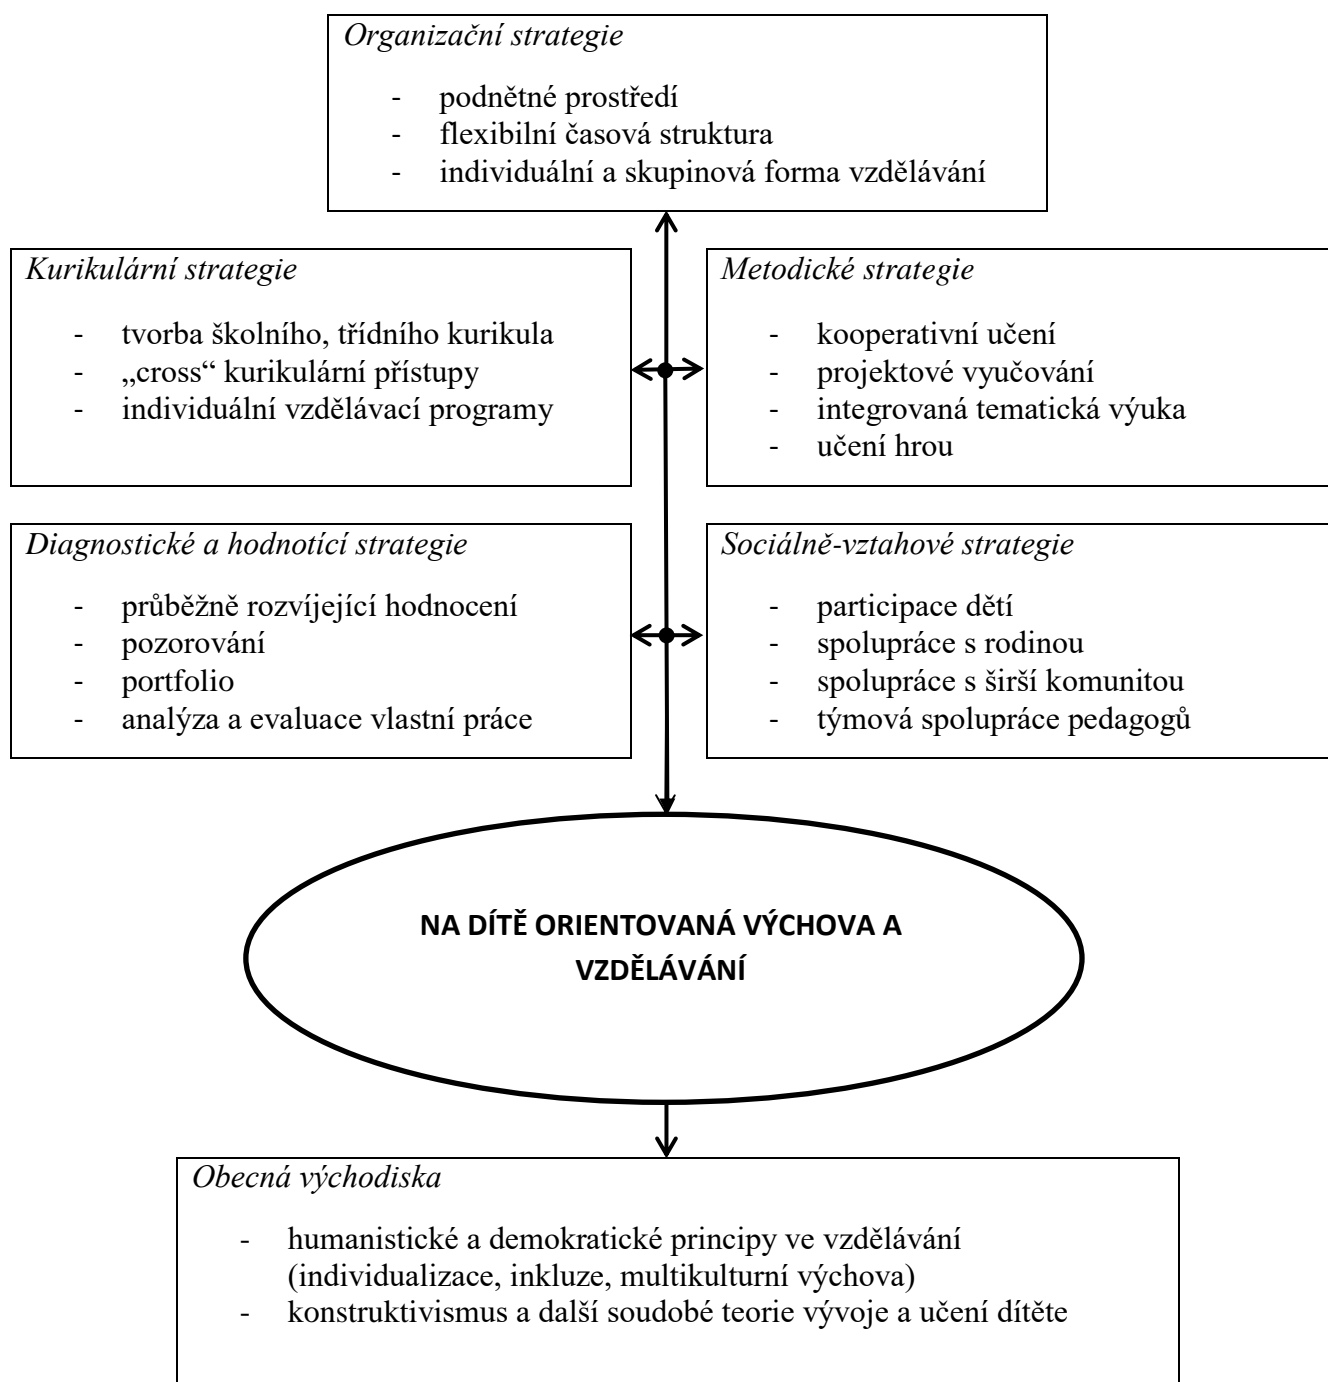 Organizační strategie
- podnětné prostředí
- flexibilní časová struktura
- individuální a skupinová forma vzdělávání
Kurikulární strategie
- tvorba školního, třídního kurikula
- „cross“ kurikulární přístupy
- individuální vzdělávací programy
Metodické strategie
- kooperativní učení
- projektové vyučování
- integrovaná tematická výuka
- učení hrou
Diagnostické a hodnotící strategie
- průběžně rozvíjející hodnocení
- pozorování
- portfolio
- analýza a evaluace vlastní práce
Sociálně-vztahové strategie
- participace dětí
- spolupráce s rodinou
- spolupráce s širší komunitou
- týmová spolupráce pedagogů
NA DÍTĚ ORIENTOVANÁ VÝCHOVA A
VZDĚLÁVÁNÍ
Obecná východiska
- humanistické a demokratické principy ve vzdělávání
(individualizace, inkluze, multikulturní výchova)
- konstruktivismus a další soudobé teorie vývoje a učení dítěte